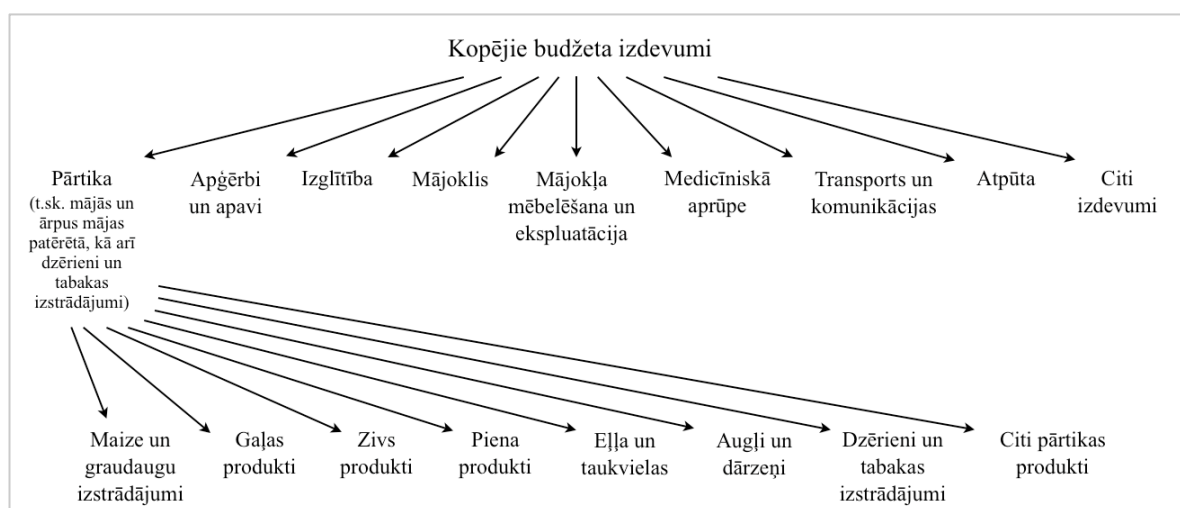 Kopējie budžeta izdevumi
Pārtika
(t.sk. mājās un
ārpus mājas
patērētā, kā arī
dzērieni un
tabakas
izstrādājumi)
Apģērbi
un apavi
Izglītība
Mājoklis
Mājokļa
mēbelēšana un
ekspluatācija
Medicīniskā
aprūpe
Transports un
komunikācijas
Atpūta
Citi
izdevumi
Maize un
graudaugu
izstrādājumi
Gaļas
produkti
Zivs
produkti
Piena
produkti
Eļļa un
taukvielas
Augļi un
dārzeņi
Dzērieni un
tabakas
izstrādājumi
Citi pārtikas
produkti